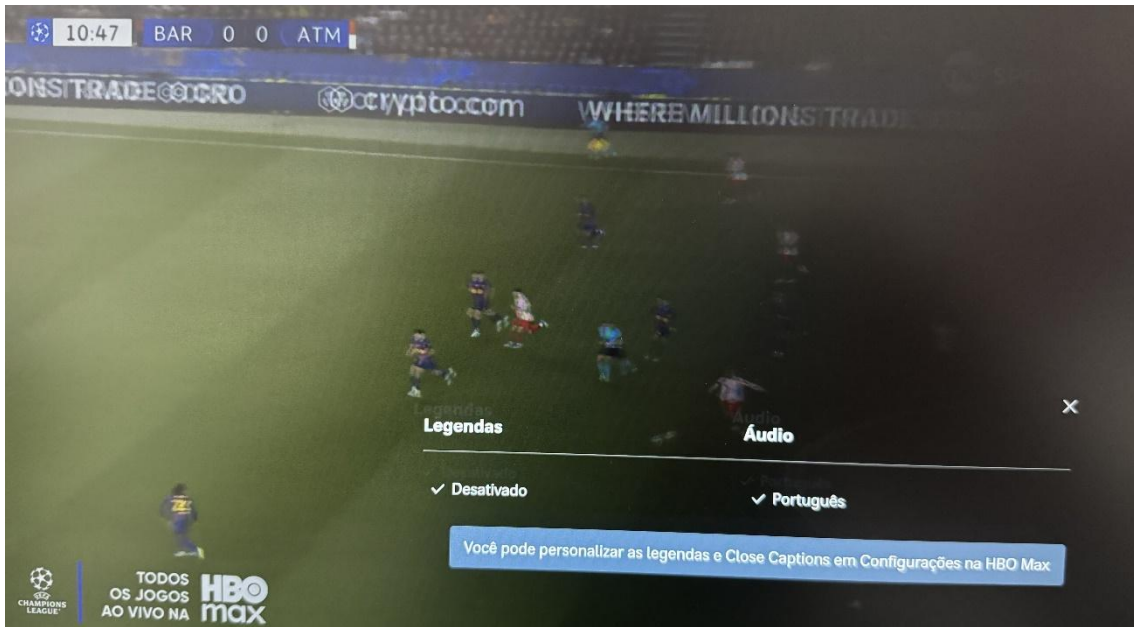 10:47 BAR 0 0 ATM
crypto.com WHERE MILLIONS TRADE
Legendas
Áudio
Desativado
Português
Você pode personalizar as legendas e Close Captions em Configurações na HBO Max
CHAMPIONS
LEAGUE
TODOS
OS JOGOS
AO VIVO NA
HBO
max